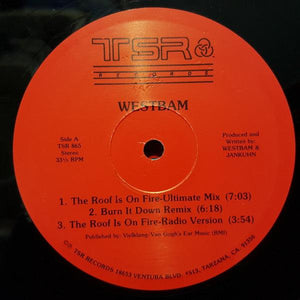 TSR
RECORDS
WESTBAM
Side A
TSR 865
Stereo
33⅓ RPM
Produced and
Written by:
WESTBAM &
JANKUHN
1. The Roof Is On Fire-Ultimate Mix (7:03)
2. Burn It Down Remix (6:18)
3. The Roof Is On Fire-Radio Version (3:54)
Published by: Vielklang/Van Gogh's Ear Music (BMI)
TSR RECORDS 18653 VENTURA BLVD. #513, TARZANA, CA. 91356